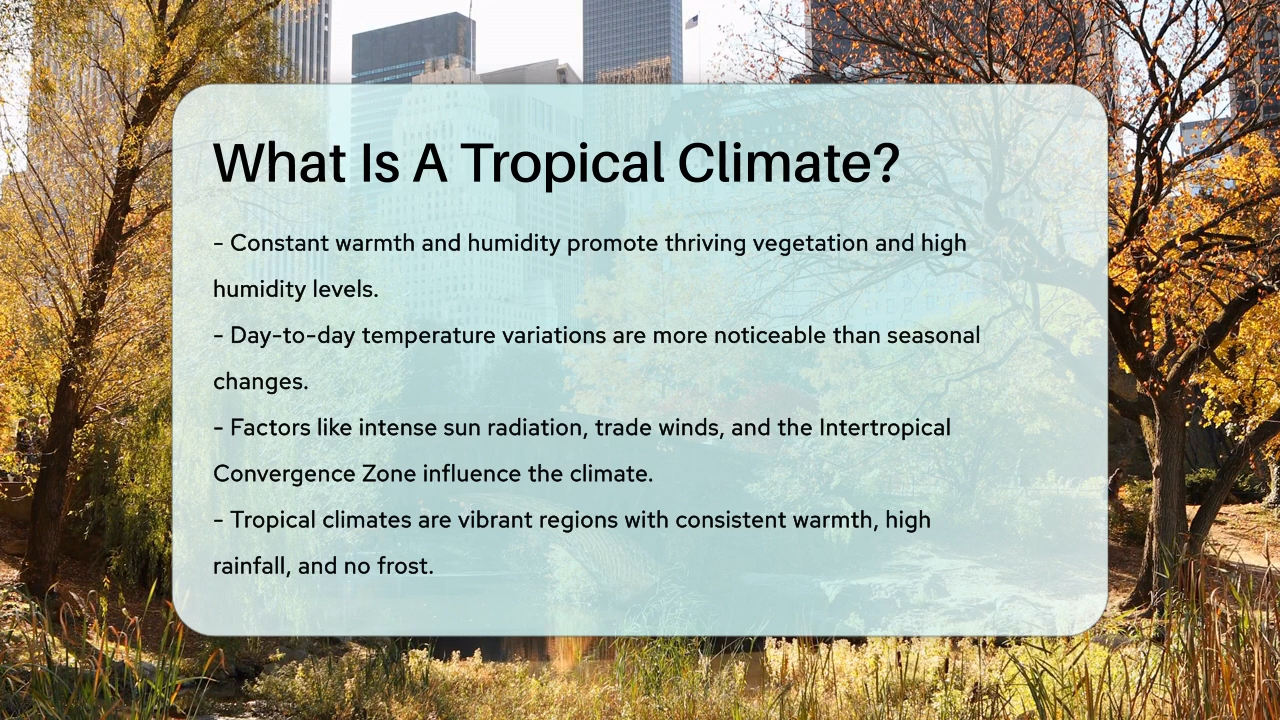 What Is A Tropical Climate?
- Constant warmth and humidity promote thriving vegetation and high
humidity levels.
- Day-to-day temperature variations are more noticeable than seasonal
changes.
- Factors like intense sun radiation, trade winds, and the Intertropical
Convergence Zone influence the climate.
- Tropical climates are vibrant regions with consistent warmth, high
rainfall, and no frost.